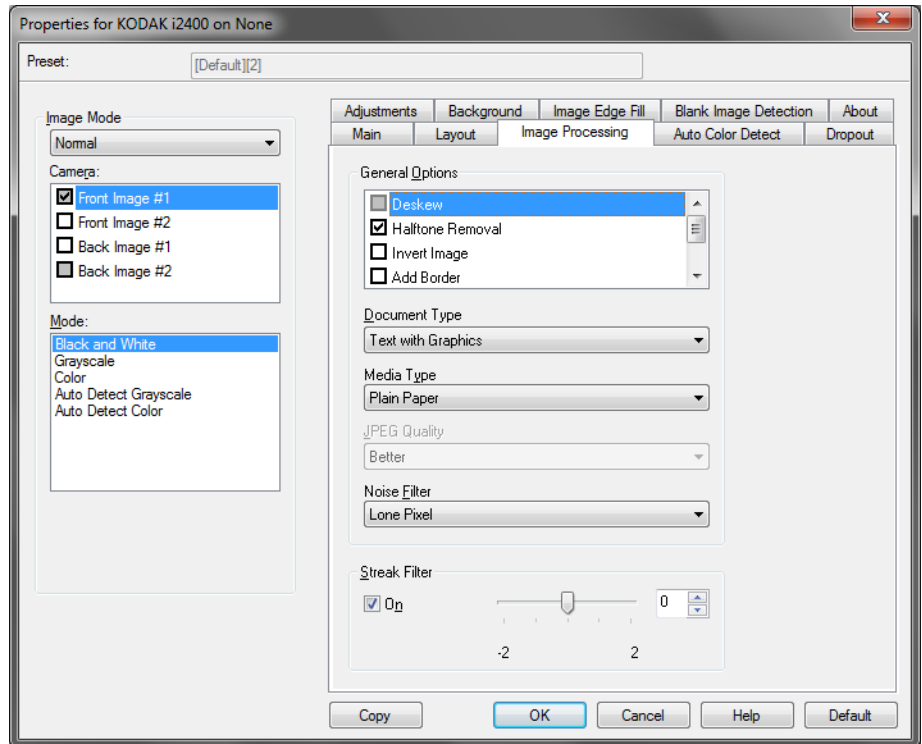 Properties for KODAK i2400 on None
Preset:
[Default][2]
Image Mode
Normal
Camera:
Front Image #1
Front Image #2
Back Image #1
Back Image #2
Mode:
Black and White
Grayscale
Color
Auto Detect Grayscale
Auto Detect Color
Adjustments Background Image Edge Fill Blank Image Detection About
Main Layout Image Processing Auto Color Detect Dropout
General Options
Deskew
Halftone Removal
Invert Image
Add Border
Document Type
Text with Graphics
Media Type
Plain Paper
JPEG Quality
Better
Noise Filter
Lone Pixel
Streak Filter
On 0
-2 2
Copy OK Cancel Help Default